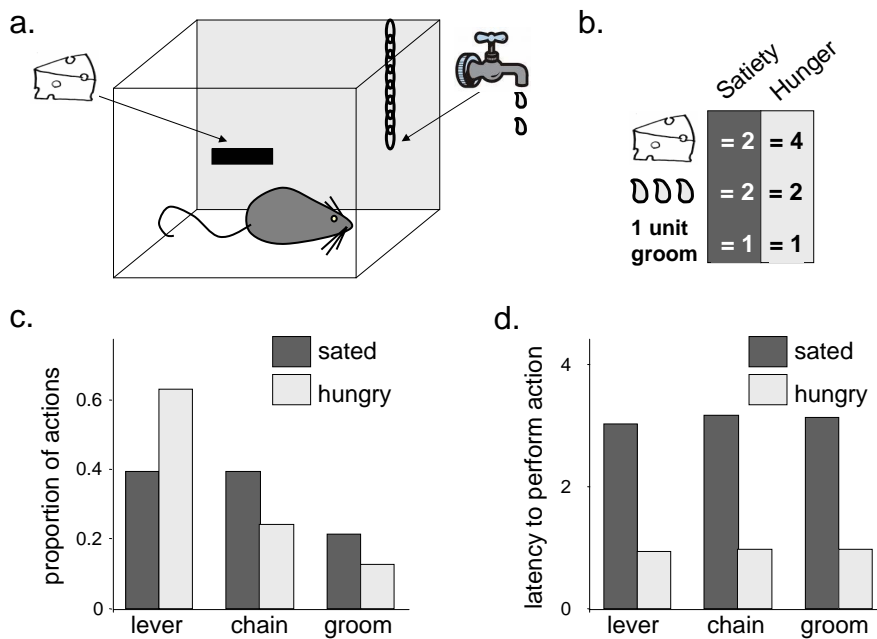 a.
b.
Satiety
Hunger
= 2 = 4
= 2 = 2
1 unit
groom
= 1 = 1
c.
proportion of actions
0.6
0.4
0.2
0
sated
hungry
lever chain groom
d.
latency to perform action
4
2
0
sated
hungry
lever chain groom